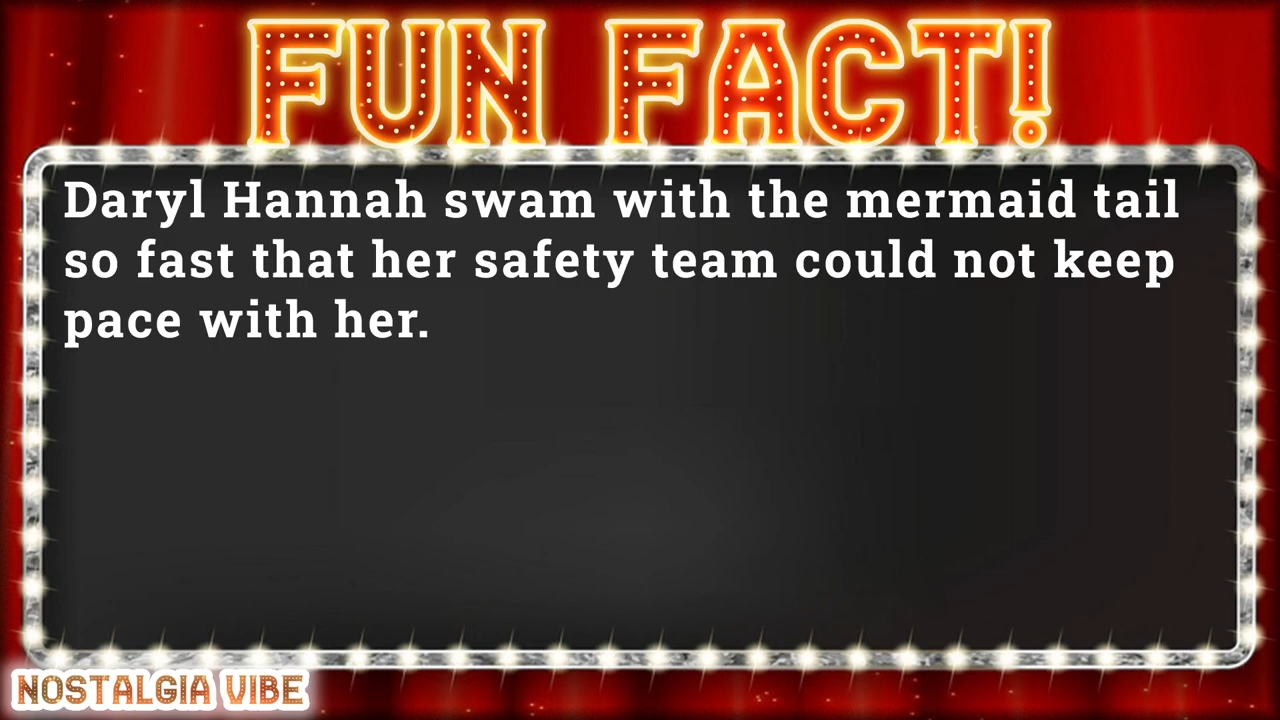 FUN FACT!
Daryl Hannah swam with the mermaid tail
so fast that her safety team could not keep
pace with her.
NOSTALGIA VIBE